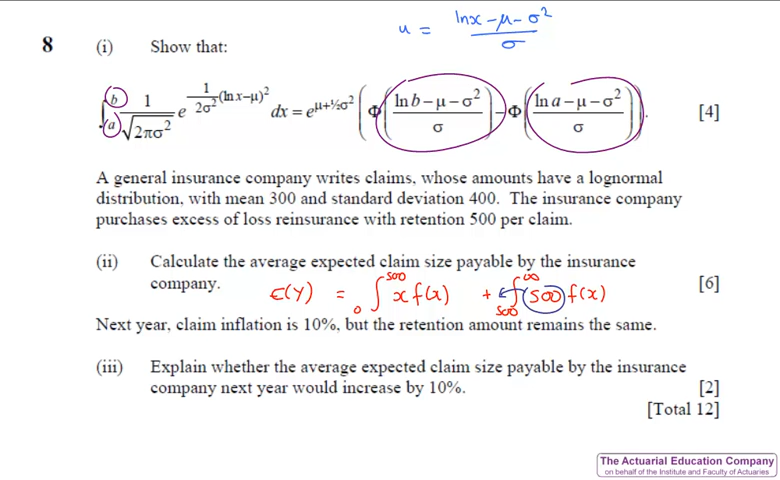 u = (ln x − μ − σ²)/σ
8 (i) Show that:
∫ₐᵇ 1/√(2πσ²) e^{1/(2σ²)(ln x−μ)²} dx = e^{μ+½σ²} ( Φ( (ln b − μ − σ²)/σ ) − Φ( (ln a − μ − σ²)/σ ) ). [4]
A general insurance company writes claims, whose amounts have a lognormal
distribution, with mean 300 and standard deviation 400. The insurance company
purchases excess of loss reinsurance with retention 500 per claim.
(ii) Calculate the average expected claim size payable by the insurance
company. [6]
E(Y) = ∫₀⁵⁰⁰ x f(x) + ∫₅₀₀^∞ 500 f(x)
Next year, claim inflation is 10%, but the retention amount remains the same.
(iii) Explain whether the average expected claim size payable by the insurance
company next year would increase by 10%. [2]
[Total 12]
The Actuarial Education Company
on behalf of the Institute and Faculty of Actuaries